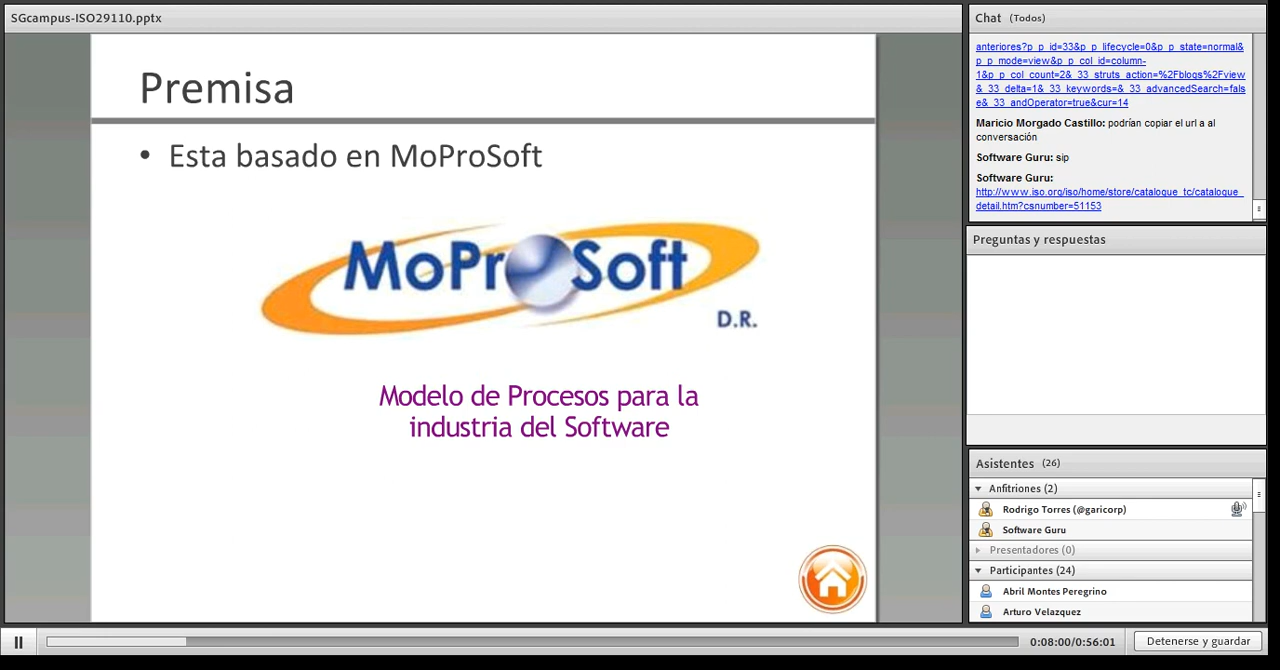 SGcampus-ISO29110.pptx
Premisa
• Esta basado en MoProSoft
MoProSoft
D.R.
Modelo de Procesos para la
industria del Software
Chat (Todos)
anteriores?p_p_id=33&p_p_lifecycle=0&p_p_state=normal&
p_p_mode=view&p_p_col_id=column-
1&p_p_col_count=2&_33_struts_action=%2Fblogs%2Fview
&_33_delta=1&_33_keywords=&_33_advancedSearch=fals
e&_33_andOperator=true&cur=14
Maricio Morgado Castillo: podrían copiar el url a al
conversación
Software Guru: sip
Software Guru:
http://www.iso.org/iso/home/store/catalogue_tc/catalogue_
detail.htm?csnumber=51153
Preguntas y respuestas
Asistentes (26)
Anfitriones (2)
Rodrigo Torres (@garicorp)
Software Guru
Presentadores (0)
Participantes (24)
Abril Montes Peregrino
Arturo Velazquez
0:08:00/0:56:01
Detenerse y guardar